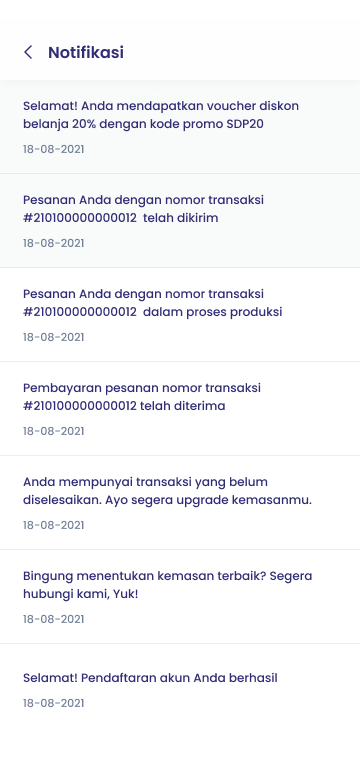 Notifikasi
Selamat! Anda mendapatkan voucher diskon
belanja 20% dengan kode promo SDP20
18-08-2021
Pesanan Anda dengan nomor transaksi
#210100000000012 telah dikirim
18-08-2021
Pesanan Anda dengan nomor transaksi
#210100000000012 dalam proses produksi
18-08-2021
Pembayaran pesanan nomor transaksi
#210100000000012 telah diterima
18-08-2021
Anda mempunyai transaksi yang belum
diselesaikan. Ayo segera upgrade kemasanmu.
18-08-2021
Bingung menentukan kemasan terbaik? Segera
hubungi kami, Yuk!
18-08-2021
Selamat! Pendaftaran akun Anda berhasil
18-08-2021